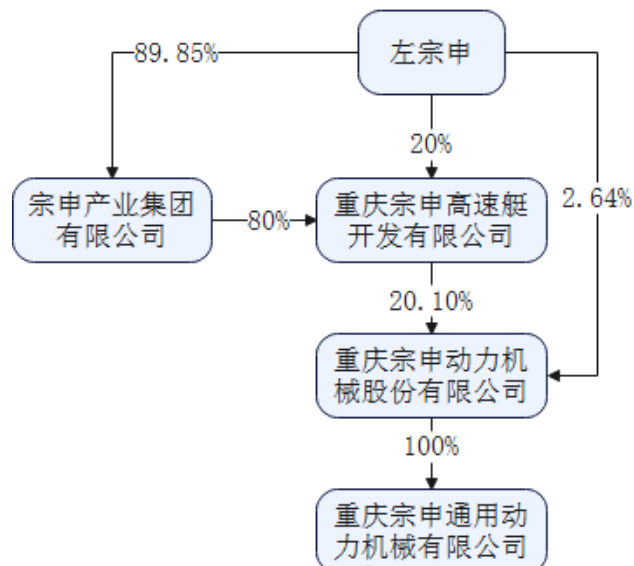 89.85%
左宗申
20%
2.64%
宗申产业集团
有限公司
80%
重庆宗申高速艇
开发有限公司
20.10%
重庆宗申动力机
械股份有限公司
100%
重庆宗申通用动
力机械有限公司